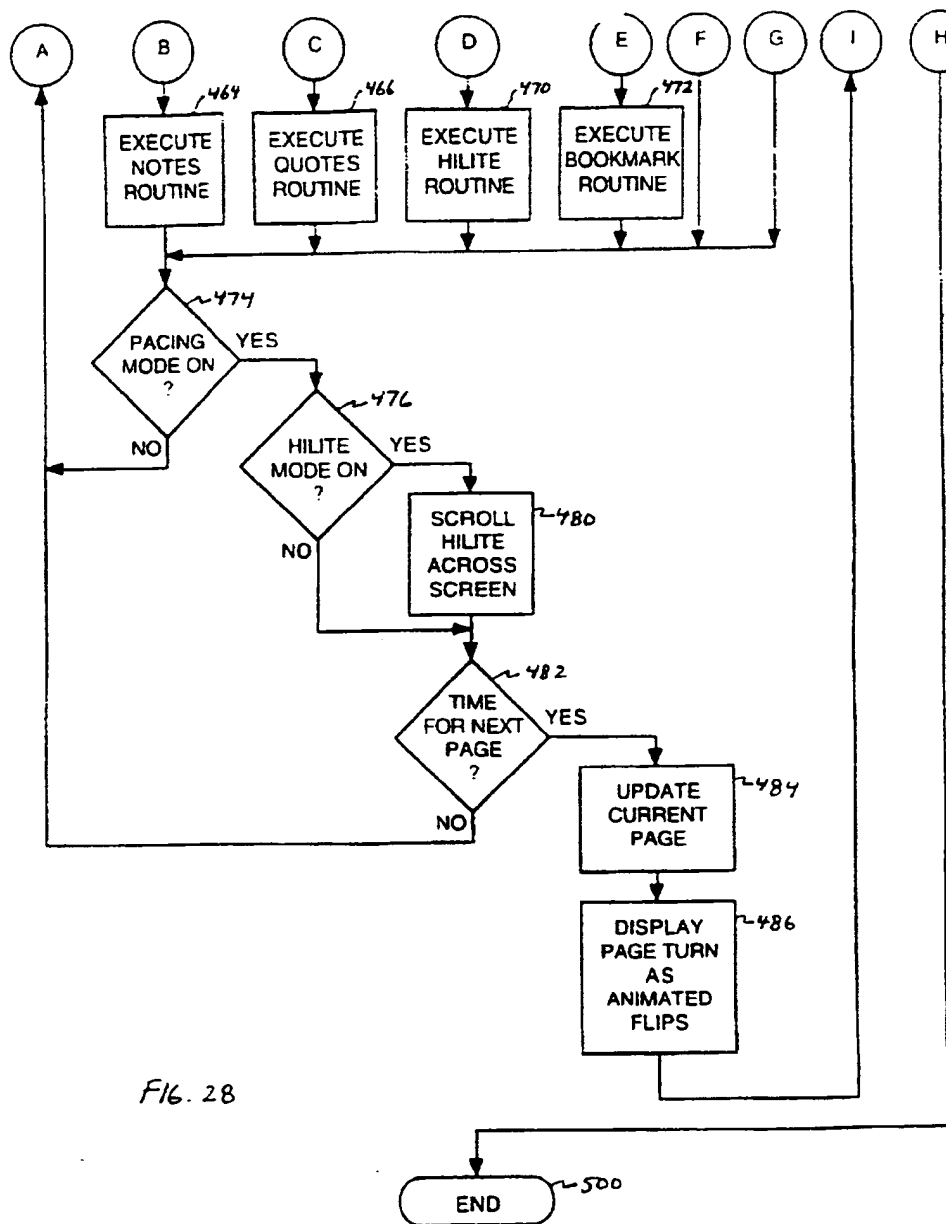 A B C D E F G I H
464 466 470 472
EXECUTE
NOTES
ROUTINE
EXECUTE
QUOTES
ROUTINE
EXECUTE
HILITE
ROUTINE
EXECUTE
BOOKMARK
ROUTINE
474
PACING
MODE ON
?
YES
NO
476
HILITE
MODE ON
?
YES
NO
480
SCROLL
HILITE
ACROSS
SCREEN
482
TIME
FOR NEXT
PAGE
?
YES
NO
484
UPDATE
CURRENT
PAGE
486
DISPLAY
PAGE TURN
AS
ANIMATED
FLIPS
FIG. 28
END
500